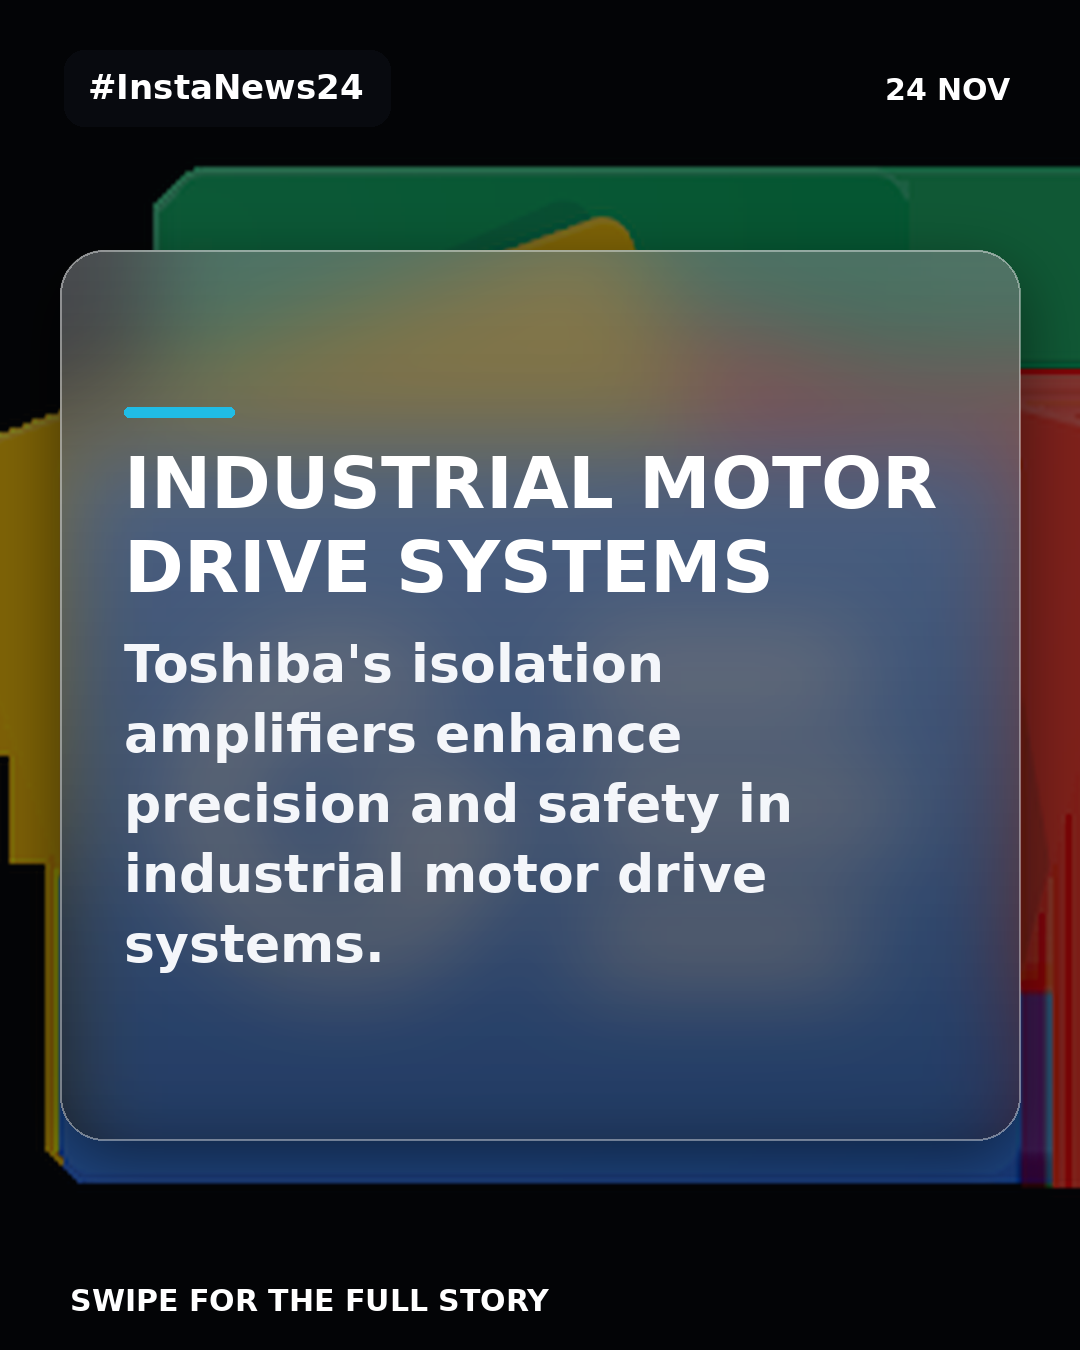 #InstaNews24
24 NOV
INDUSTRIAL MOTOR
DRIVE SYSTEMS
Toshiba's isolation
amplifiers enhance
precision and safety in
industrial motor drive
systems.
SWIPE FOR THE FULL STORY